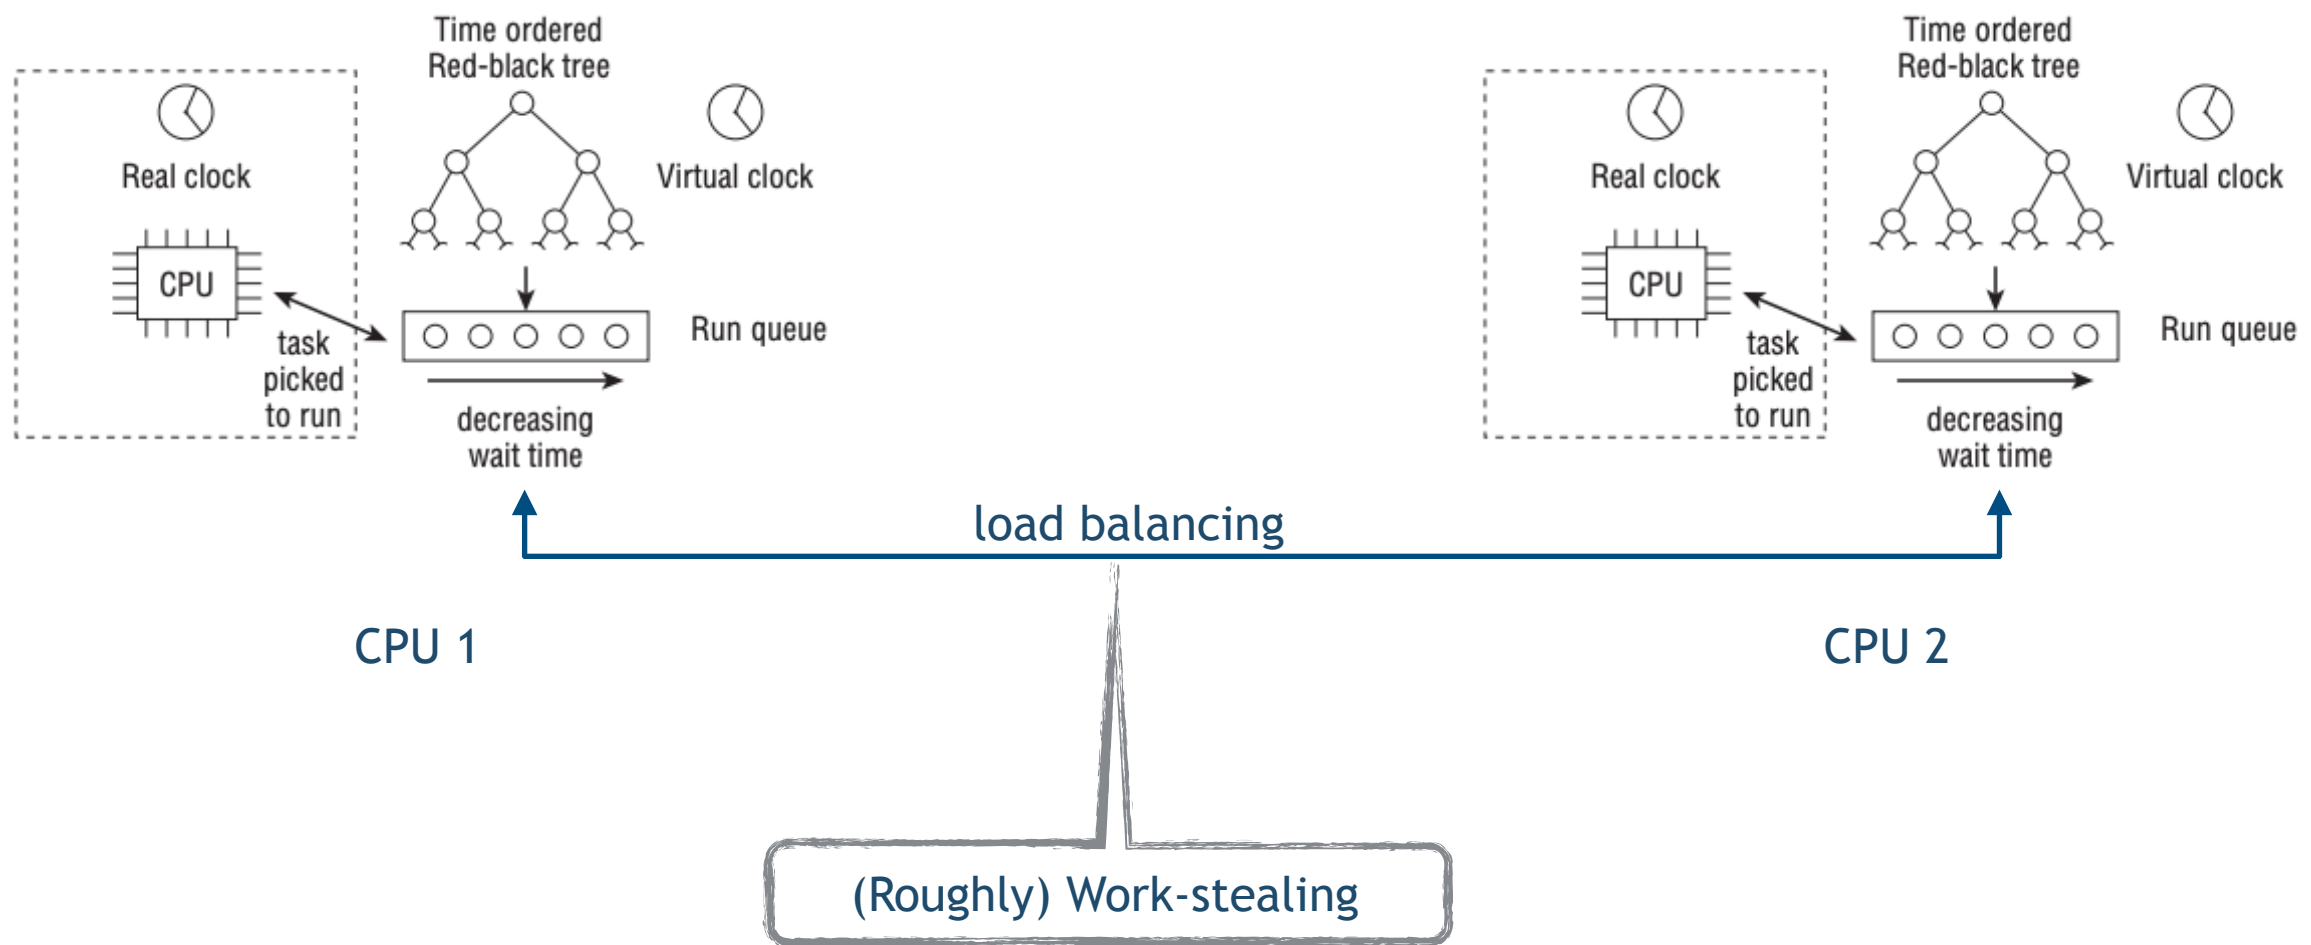 Time ordered
Red-black tree
Real clock
Virtual clock
CPU
task
picked
to run
Run queue
decreasing
wait time
Time ordered
Red-black tree
Real clock
Virtual clock
CPU
task
picked
to run
Run queue
decreasing
wait time
load balancing
CPU 1
CPU 2
(Roughly) Work-stealing